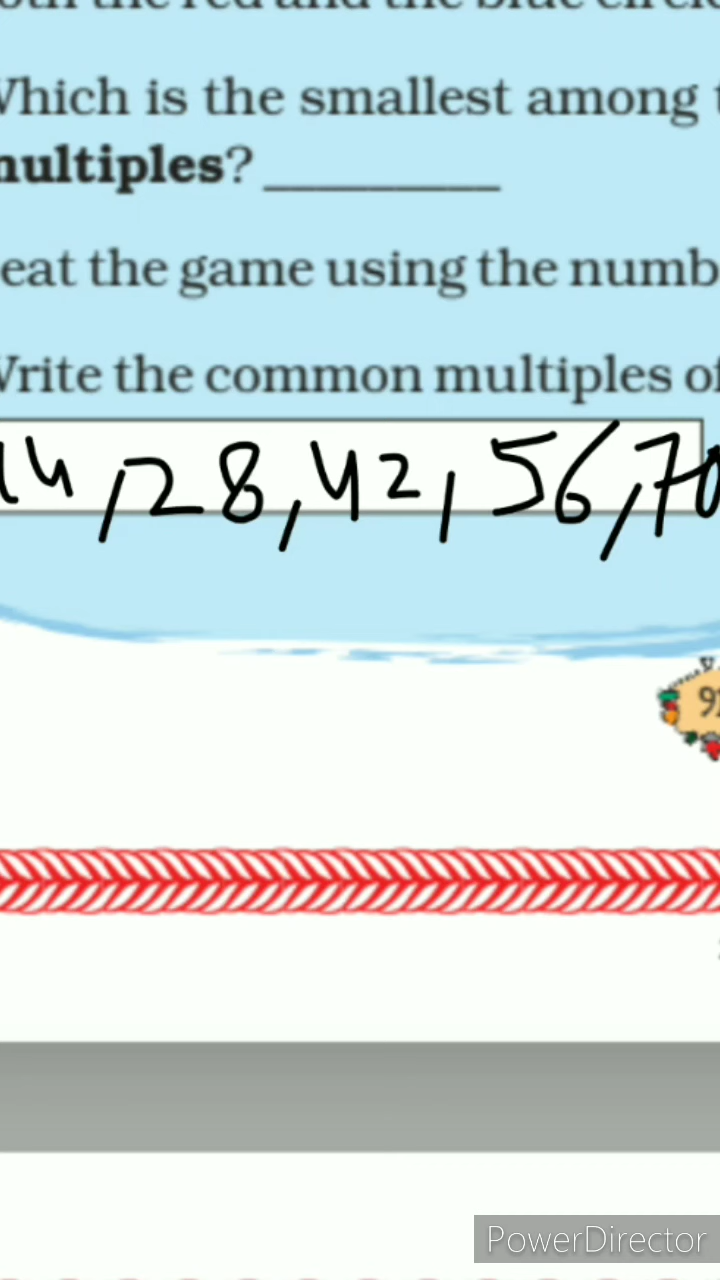 Which is the smallest among
multiples?
eat the game using the numb
Write the common multiples of
14, 28, 42, 56, 70
91
PowerDirector